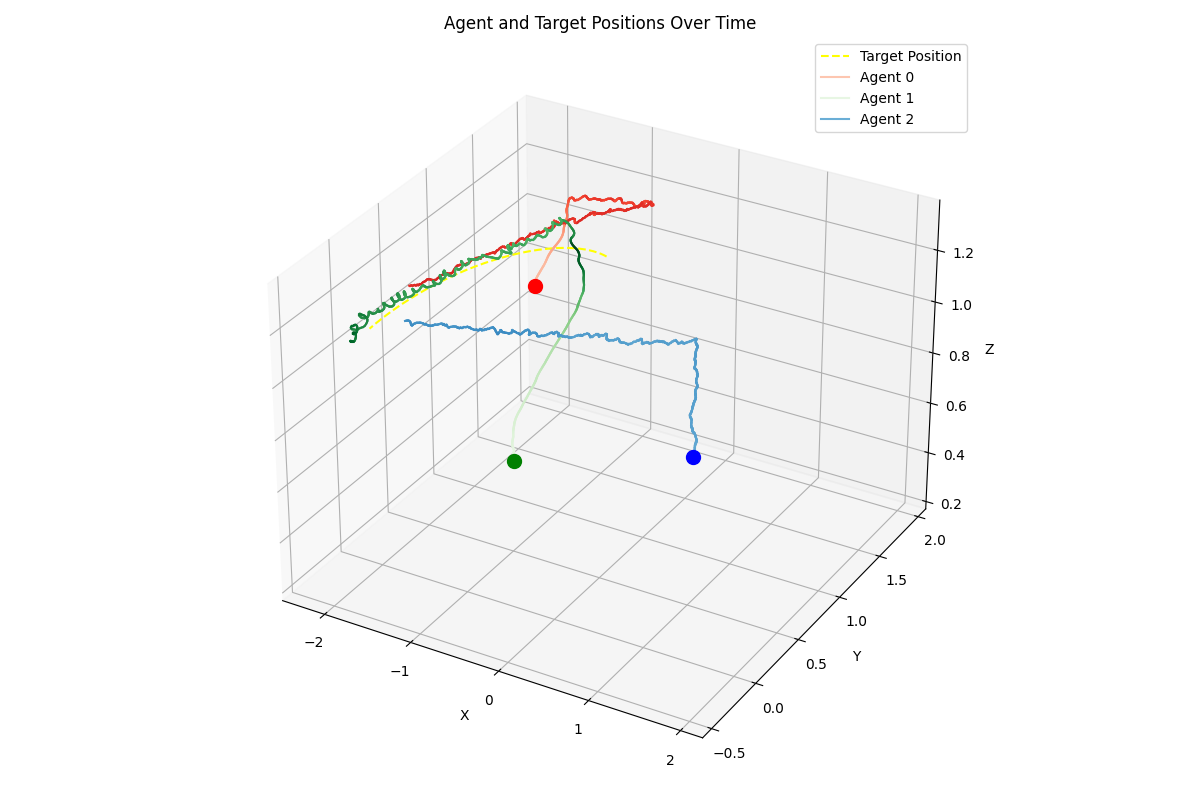 Agent and Target Positions Over Time
Target Position
Agent 0
Agent 1
Agent 2
1.2
1.0
Z
0.8
0.6
0.4
0.2
2.0
1.5
1.0
0.5
0.0
−0.5
Y
−2
−1
0
1
2
X